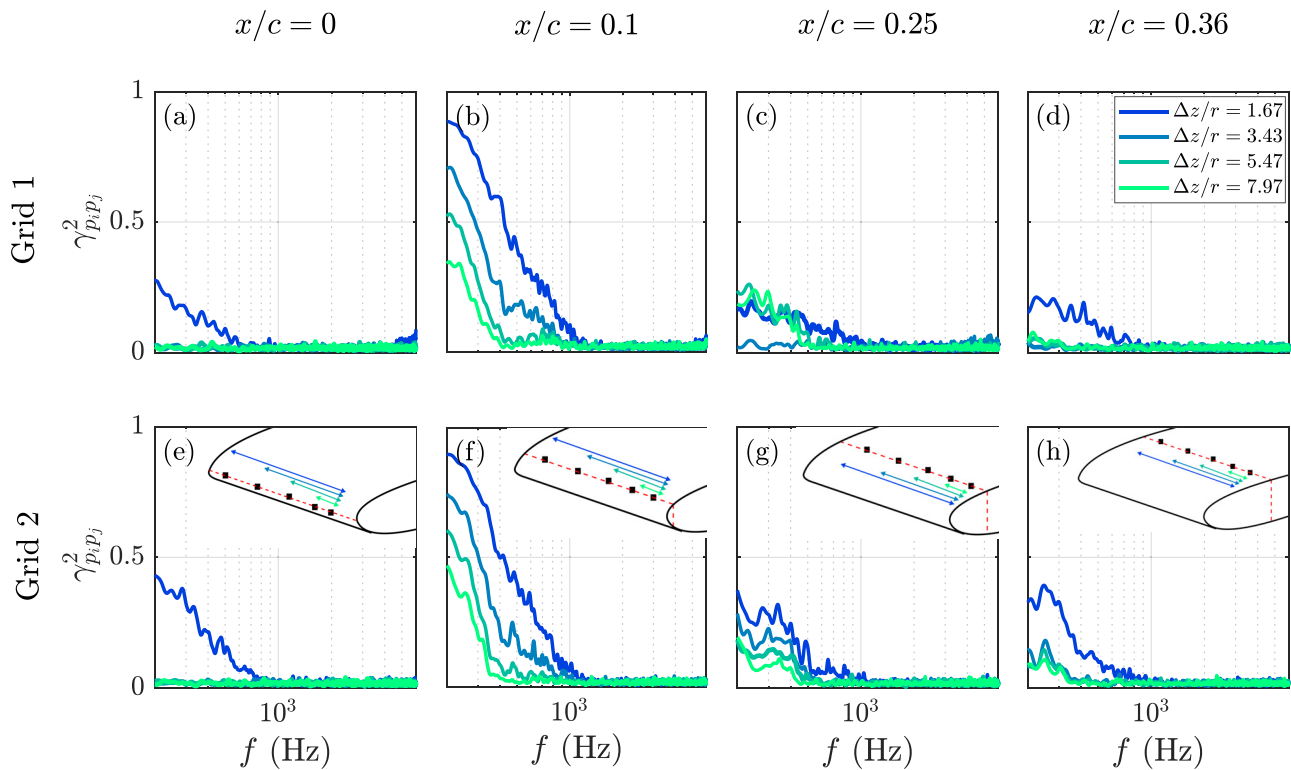 x/c = 0 x/c = 0.1 x/c = 0.25 x/c = 0.36
Grid 1
γ²pᵢpⱼ
1
0.5
0
(a) (b) (c) (d)
Δz/r = 1.67
Δz/r = 3.43
Δz/r = 5.47
Δz/r = 7.97
Grid 2
γ²pᵢpⱼ
1
0.5
0
(e) (f) (g) (h)
10³ 10³ 10³ 10³
f (Hz) f (Hz) f (Hz) f (Hz)